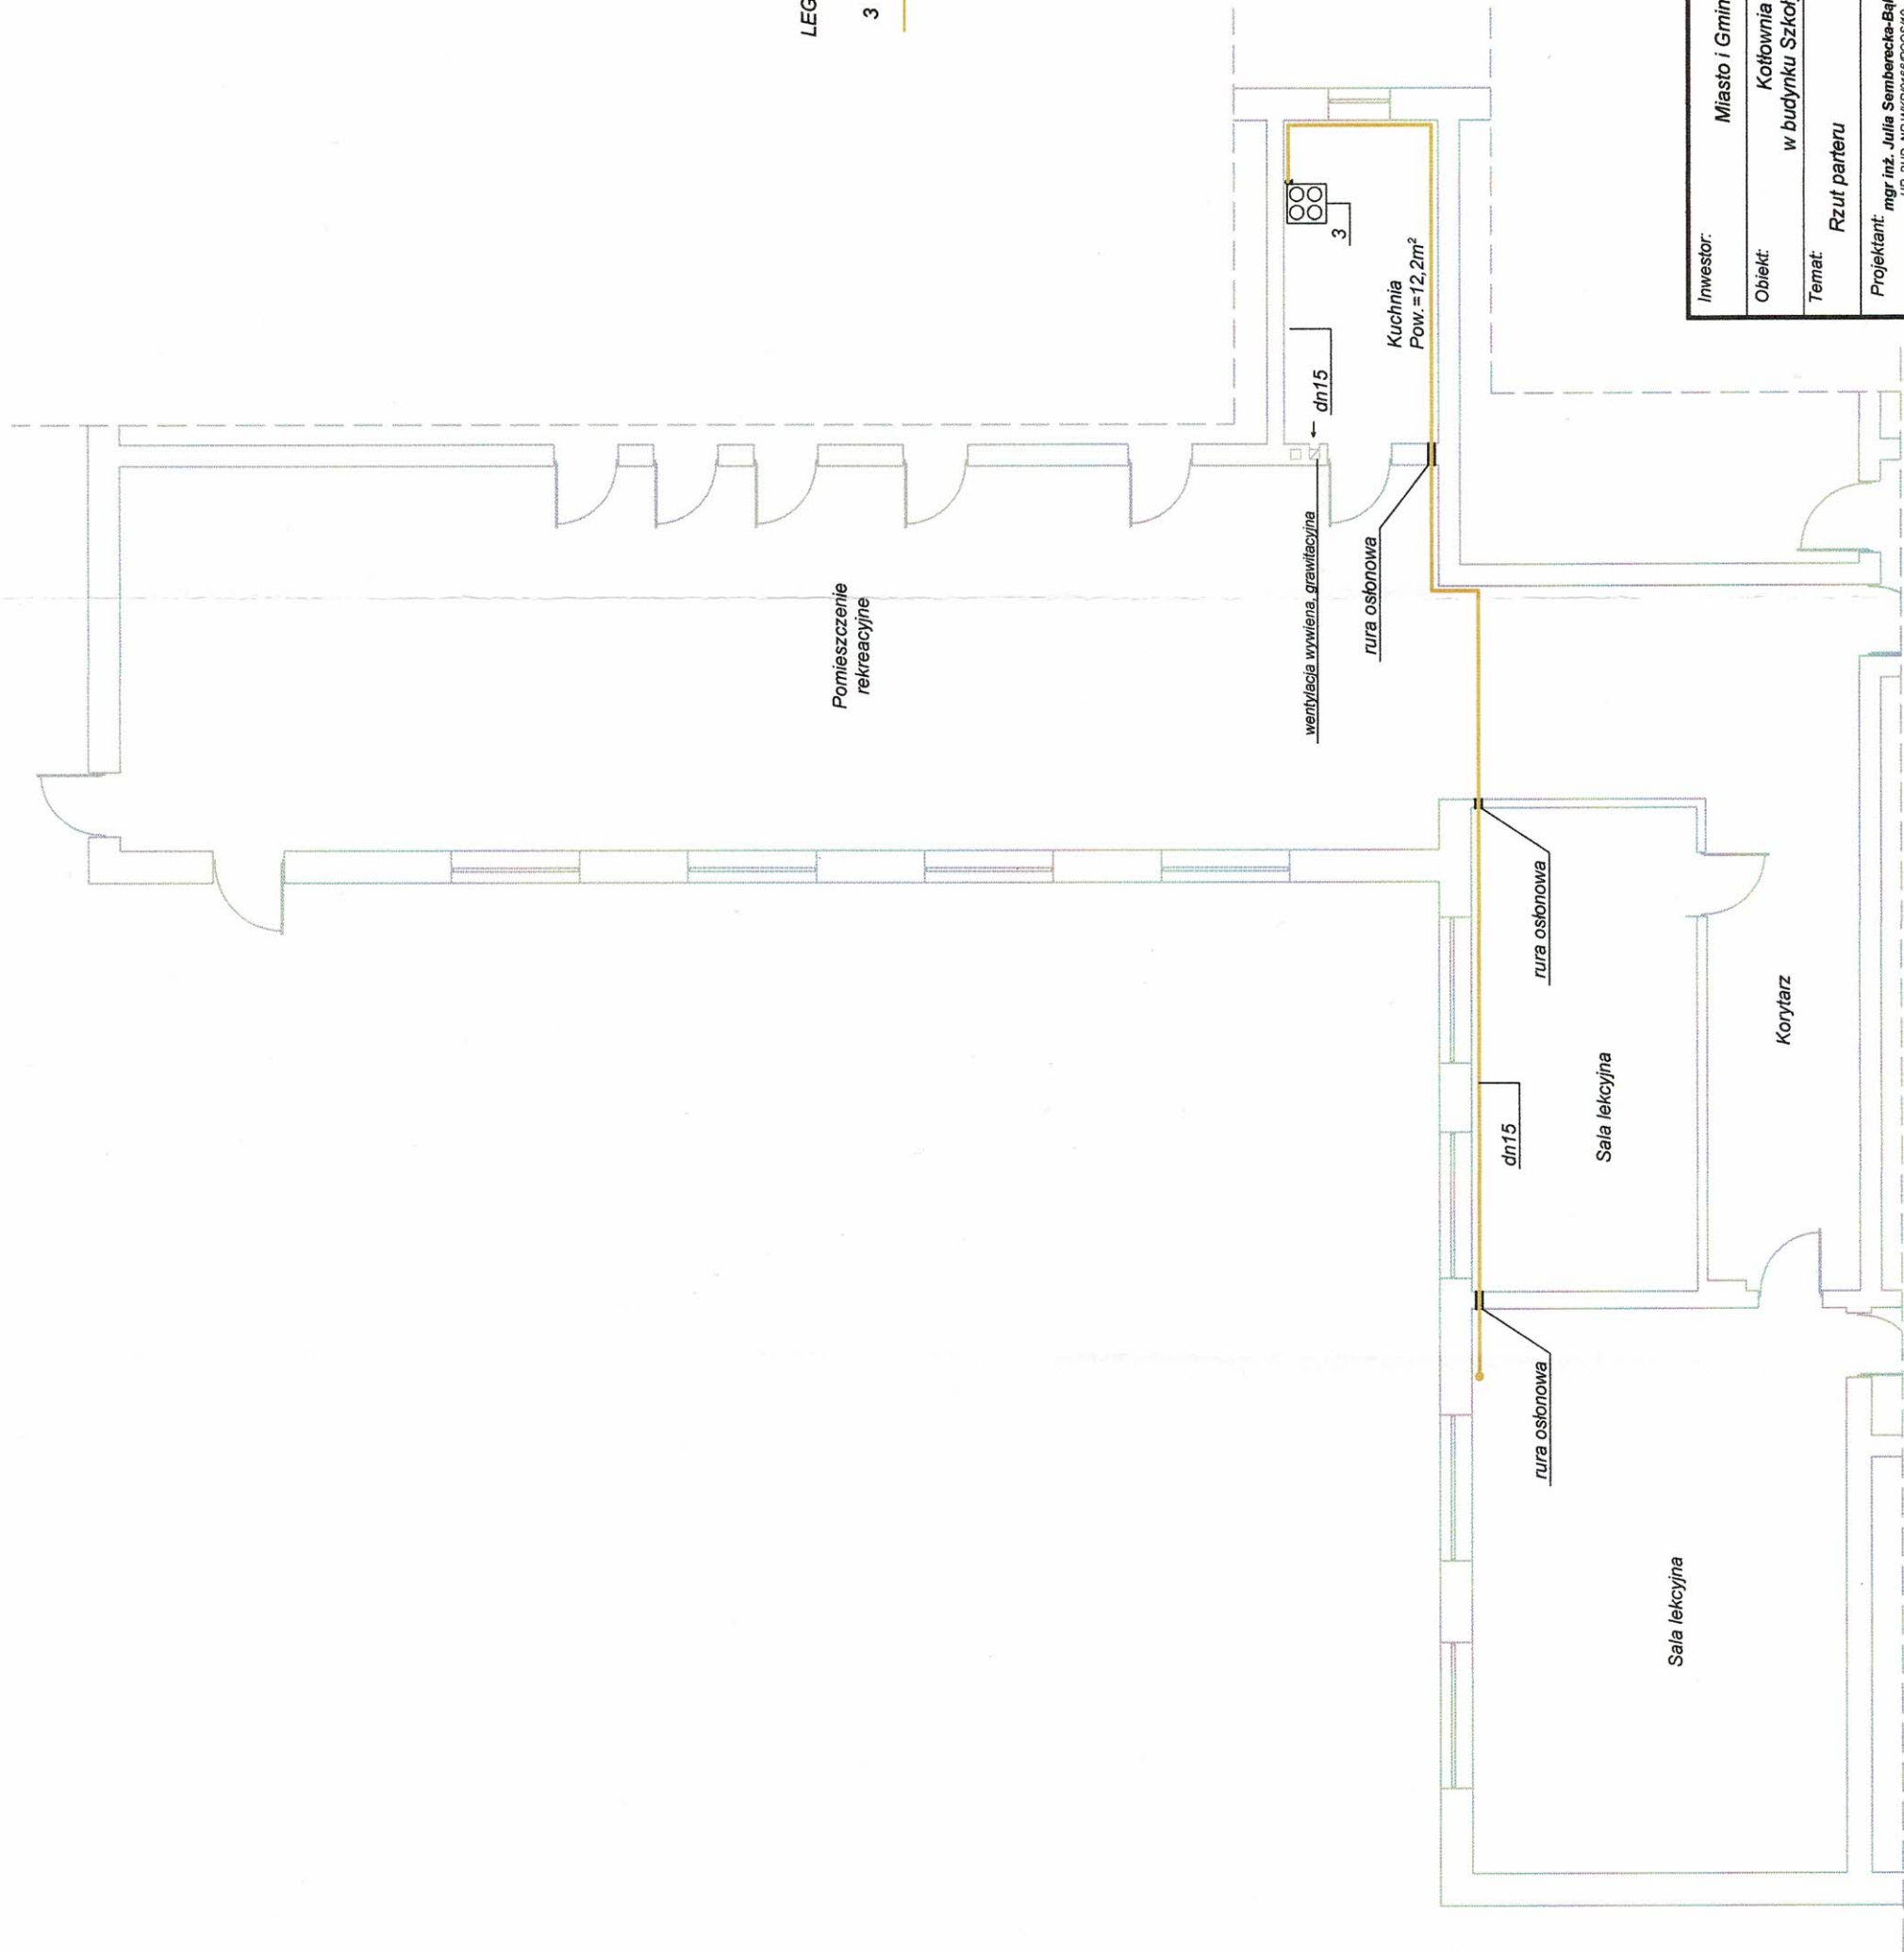 LEG
3
Pomieszczenie
rekreacyjne
wentylacja wywiewna, grawitacyjna
dn15
3
Kuchnia
Pow.=12,2m²
rura osłonowa
rura osłonowa
dn15
Sala lekcyjna
Korytarz
rura osłonowa
Sala lekcyjna
Inwestor:
Miasto i Gmin
Obiekt:
Kotłownia
w budynku Szkoł
Temat:
Rzut parteru
Projektant:
mgr inż. Julia Semberecka-Bąk